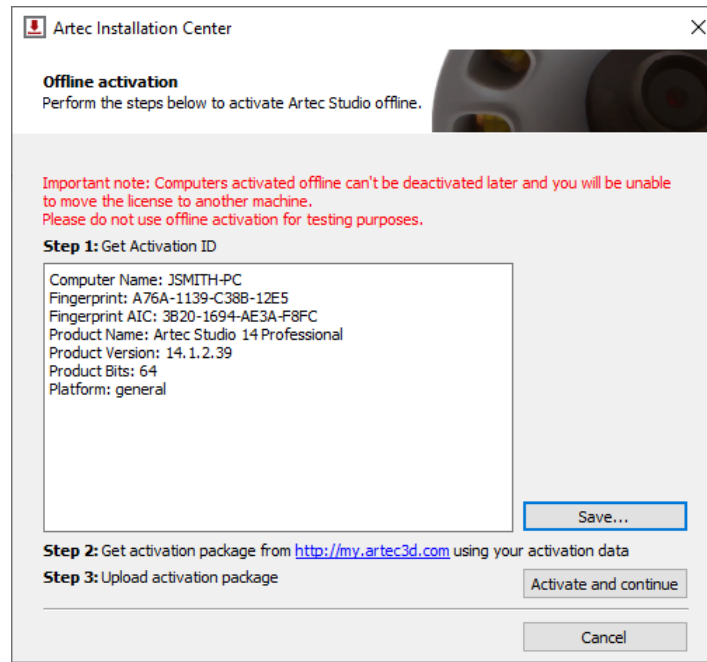 Artec Installation Center
Offline activation
Perform the steps below to activate Artec Studio offline.
Important note: Computers activated offline can't be deactivated later and you will be unable
to move the license to another machine.
Please do not use offline activation for testing purposes.
Step 1: Get Activation ID
Computer Name: JSMITH-PC
Fingerprint: A76A-1139-C38B-12E5
Fingerprint AIC: 3B20-1694-AE3A-F8FC
Product Name: Artec Studio 14 Professional
Product Version: 14.1.2.39
Product Bits: 64
Platform: general
Save...
Step 2: Get activation package from http://my.artec3d.com using your activation data
Step 3: Upload activation package
Activate and continue
Cancel